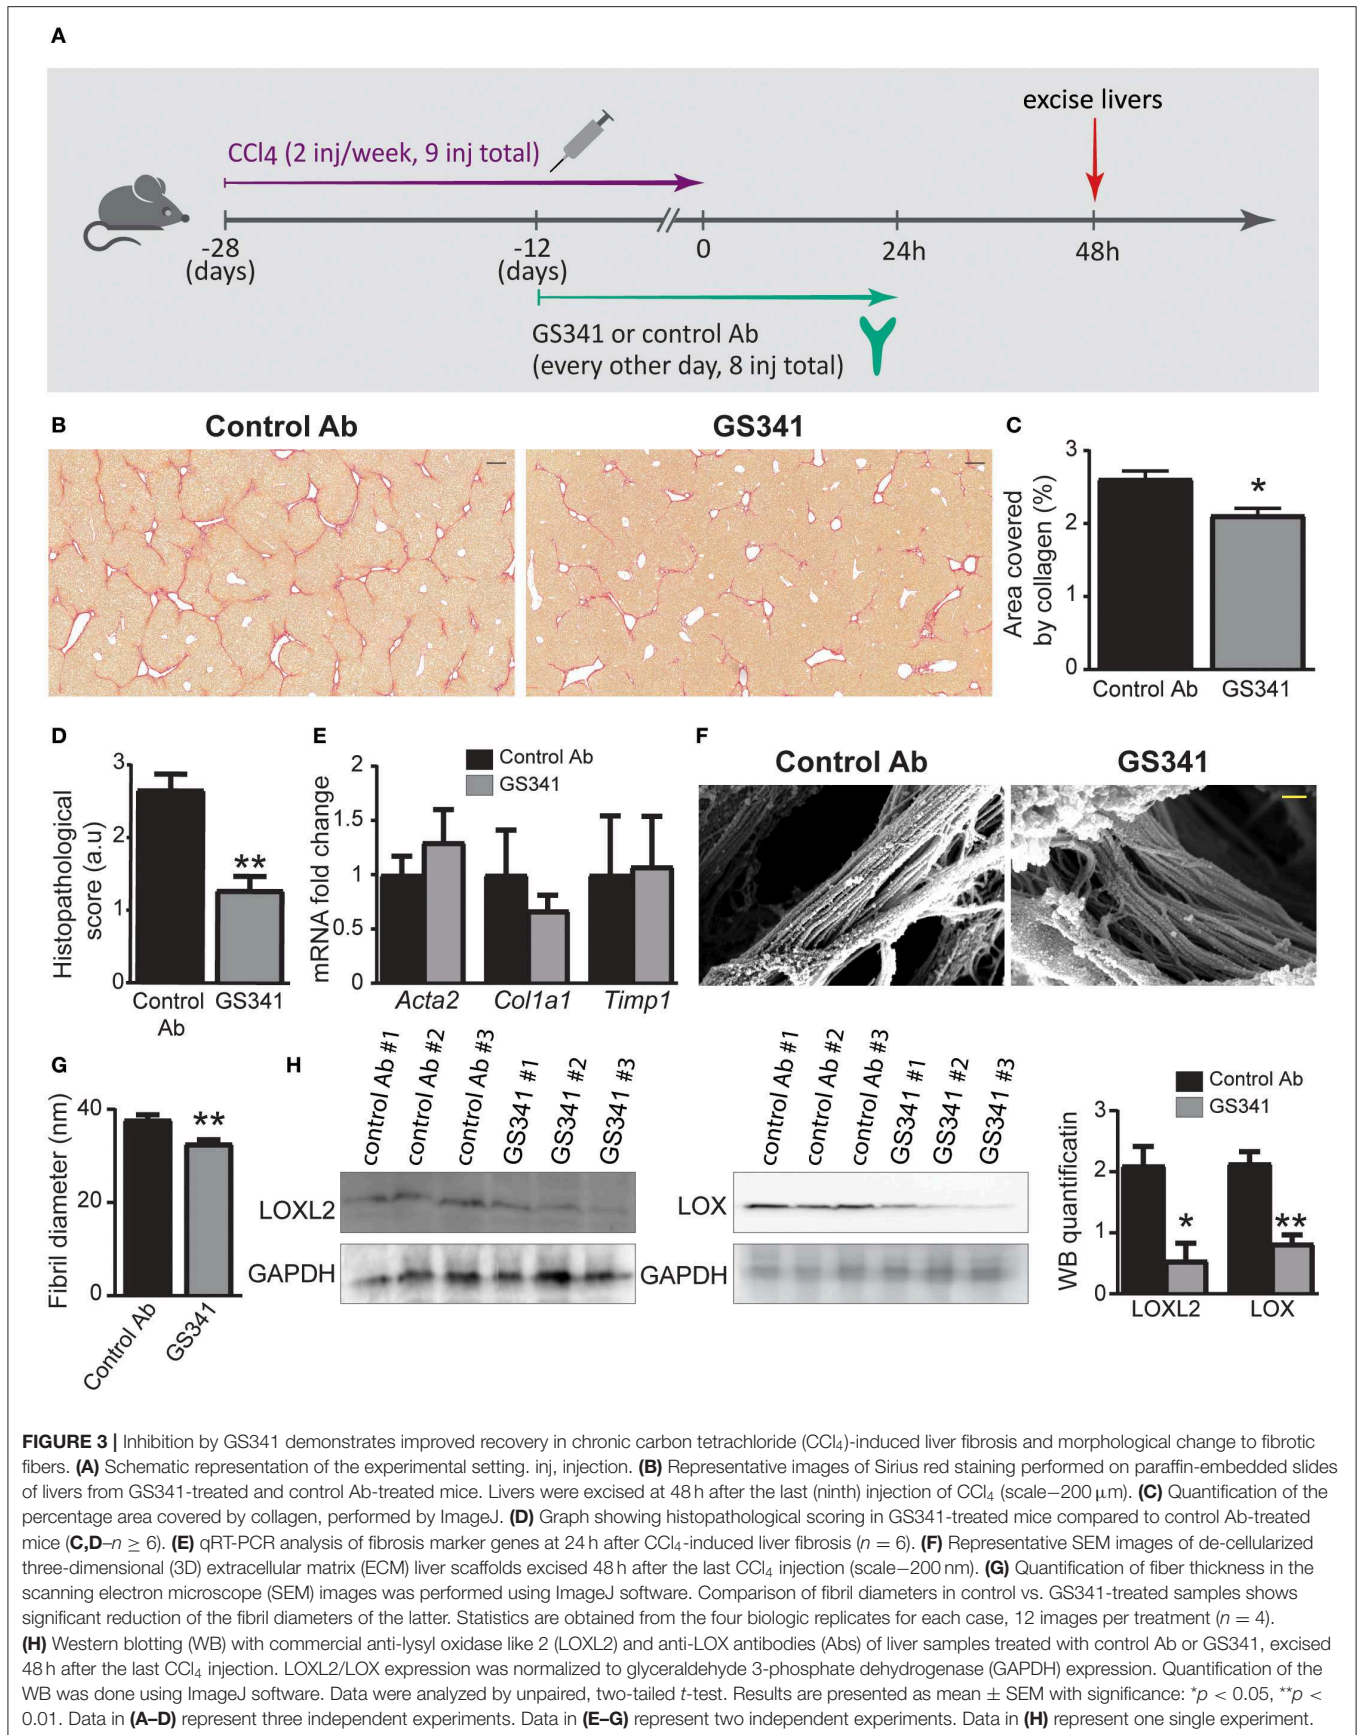 A
excise livers
CCl4 (2 inj/week, 9 inj total)
-28
(days)
-12
(days)
0
24h
48h
GS341 or control Ab
(every other day, 8 inj total)
B
Control Ab
GS341
C
Area covered
by collagen (%)
3
2
1
0
Control Ab
GS341
D
Histopathological
score (a.u)
3
2
1
0
**
Control
Ab
GS341
E
Control Ab
GS341
mRNA fold change
2
1.5
1
0.5
0
Acta2
Col1a1
Timp1
F
Control Ab
GS341
G
Fibril diameter (nm)
40
20
0
**
Control Ab
GS341
H
control Ab #1
control Ab #2
control Ab #3
GS341 #1
GS341 #2
GS341 #3
LOXL2
GAPDH
control Ab #1
control Ab #2
control Ab #3
GS341 #1
GS341 #2
GS341 #3
LOX
GAPDH
Control Ab
GS341
WB quantificatin
3
2
1
0
*
**
LOXL2
LOX
FIGURE 3 | Inhibition by GS341 demonstrates improved recovery in chronic carbon tetrachloride (CCl₄)-induced liver fibrosis and morphological change to fibrotic
fibers. (A) Schematic representation of the experimental setting. inj, injection. (B) Representative images of Sirius red staining performed on paraffin-embedded slides
of livers from GS341-treated and control Ab-treated mice. Livers were excised at 48 h after the last (ninth) injection of CCl₄ (scale−200 μm). (C) Quantification of the
percentage area covered by collagen, performed by ImageJ. (D) Graph showing histopathological scoring in GS341-treated mice compared to control Ab-treated
mice (C,D–n ≥ 6). (E) qRT-PCR analysis of fibrosis marker genes at 24 h after CCl₄-induced liver fibrosis (n = 6). (F) Representative SEM images of de-cellularized
three-dimensional (3D) extracellular matrix (ECM) liver scaffolds excised 48 h after the last CCl₄ injection (scale−200 nm). (G) Quantification of fiber thickness in the
scanning electron microscope (SEM) images was performed using ImageJ software. Comparison of fibril diameters in control vs. GS341-treated samples shows
significant reduction of the fibril diameters of the latter. Statistics are obtained from the four biologic replicates for each case, 12 images per treatment (n = 4).
(H) Western blotting (WB) with commercial anti-lysyl oxidase like 2 (LOXL2) and anti-LOX antibodies (Abs) of liver samples treated with control Ab or GS341, excised
48 h after the last CCl₄ injection. LOXL2/LOX expression was normalized to glyceraldehyde 3-phosphate dehydrogenase (GAPDH) expression. Quantification of the
WB was done using ImageJ software. Data were analyzed by unpaired, two-tailed t-test. Results are presented as mean ± SEM with significance: *p < 0.05, **p <
0.01. Data in (A–D) represent three independent experiments. Data in (E–G) represent two independent experiments. Data in (H) represent one single experiment.